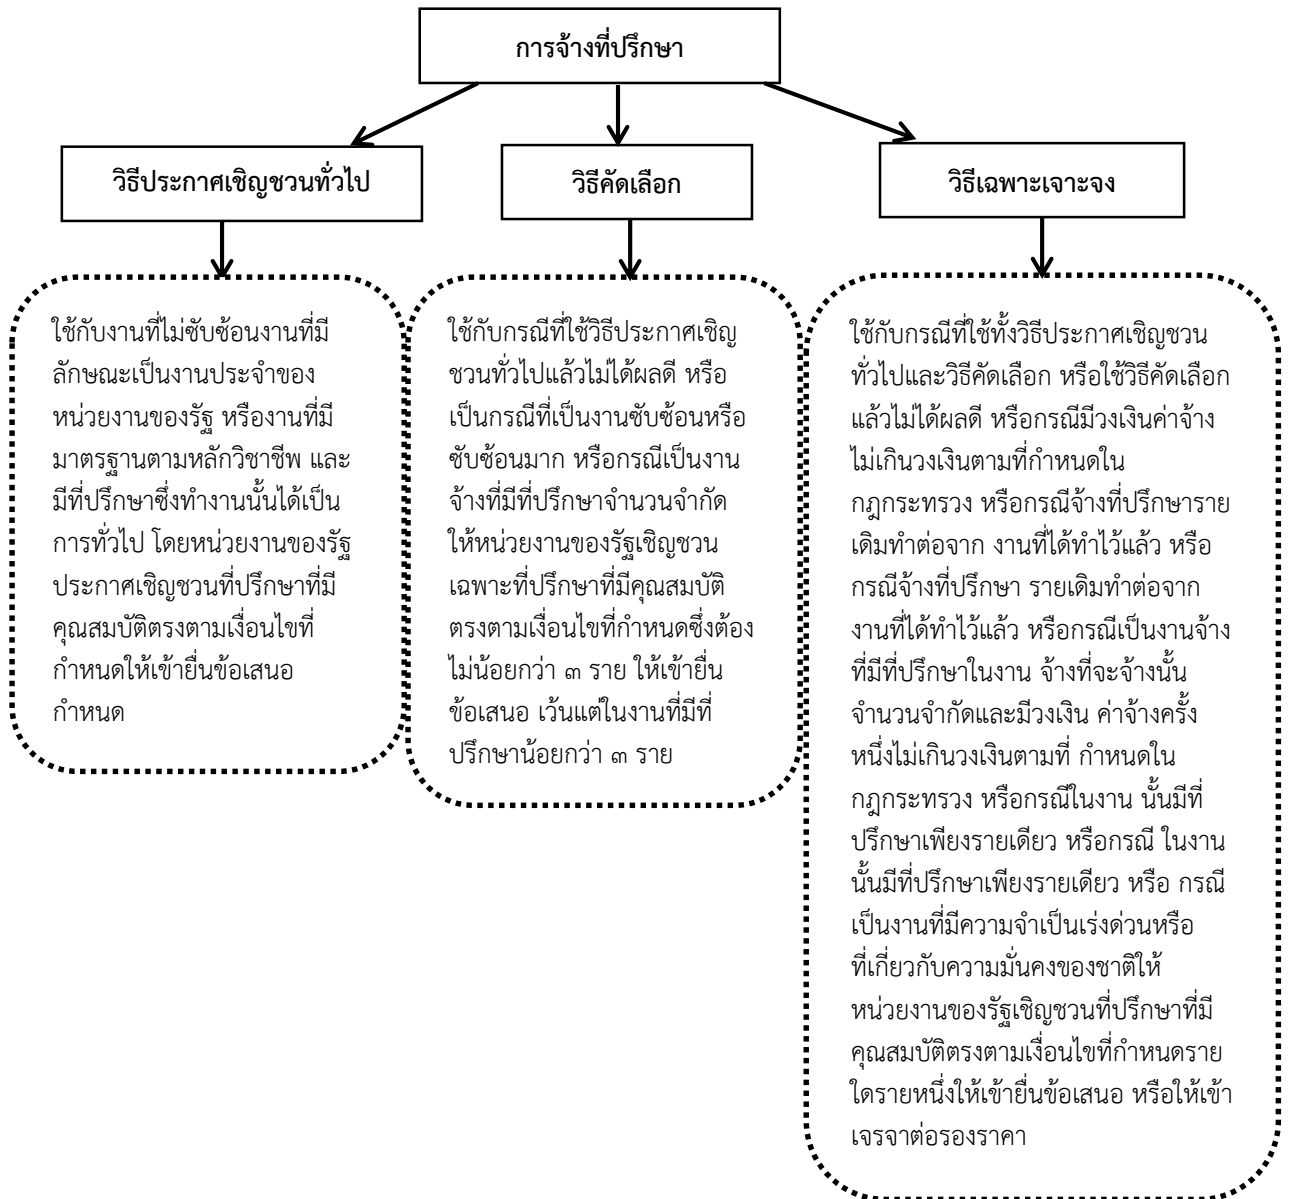 การจ้างที่ปรึกษา
วิธีประกาศเชิญชวนทั่วไป
วิธีคัดเลือก
วิธีเฉพาะเจาะจง
ใช้กับงานที่ไม่ซับซ้อนงานที่มี
ลักษณะเป็นงานประจำของ
หน่วยงานของรัฐ หรืองานที่มี
มาตรฐานตามหลักวิชาชีพ และ
มีที่ปรึกษาซึ่งทำงานนั้นได้เป็น
การทั่วไป โดยหน่วยงานของรัฐ
ประกาศเชิญชวนที่ปรึกษาที่มี
คุณสมบัติตรงตามเงื่อนไขที่
กำหนดให้เข้ายื่นข้อเสนอ
กำหนด
ใช้กับกรณีที่ใช้วิธีประกาศเชิญ
ชวนทั่วไปแล้วไม่ได้ผลดี หรือ
เป็นกรณีที่เป็นงานซับซ้อนหรือ
ซับซ้อนมาก หรือกรณีเป็นงาน
จ้างที่มีที่ปรึกษาจำนวนจำกัด
ให้หน่วยงานของรัฐเชิญชวน
เฉพาะที่ปรึกษาที่มีคุณสมบัติ
ตรงตามเงื่อนไขที่กำหนดซึ่งต้อง
ไม่น้อยกว่า ๓ ราย ให้เข้ายื่น
ข้อเสนอ เว้นแต่ในงานที่มีที่
ปรึกษาน้อยกว่า ๓ ราย
ใช้กับกรณีที่ใช้ทั้งวิธีประกาศเชิญชวน
ทั่วไปและวิธีคัดเลือก หรือใช้วิธีคัดเลือก
แล้วไม่ได้ผลดี หรือกรณีมีวงเงินค่าจ้าง
ไม่เกินวงเงินตามที่กำหนดใน
กฎกระทรวง หรือกรณีจ้างที่ปรึกษาราย
เดิมทำต่อจาก งานที่ได้ทำไว้แล้ว หรือ
กรณีจ้างที่ปรึกษา รายเดิมทำต่อจาก
งานที่ได้ทำไว้แล้ว หรือกรณีเป็นงานจ้าง
ที่มีที่ปรึกษาในงาน จ้างที่จะจ้างนั้น
จำนวนจำกัดและมีวงเงิน ค่าจ้างครั้ง
หนึ่งไม่เกินวงเงินตามที่ กำหนดใน
กฎกระทรวง หรือกรณีในงาน นั้นมีที่
ปรึกษาเพียงรายเดียว หรือกรณี ในงาน
นั้นมีที่ปรึกษาเพียงรายเดียว หรือ กรณี
เป็นงานที่มีความจำเป็นเร่งด่วนหรือ
ที่เกี่ยวกับความมั่นคงของชาติให้
หน่วยงานของรัฐเชิญชวนที่ปรึกษาที่มี
คุณสมบัติตรงตามเงื่อนไขที่กำหนดราย
ใดรายหนึ่งให้เข้ายื่นข้อเสนอ หรือให้เข้า
เจรจาต่อรองราคา